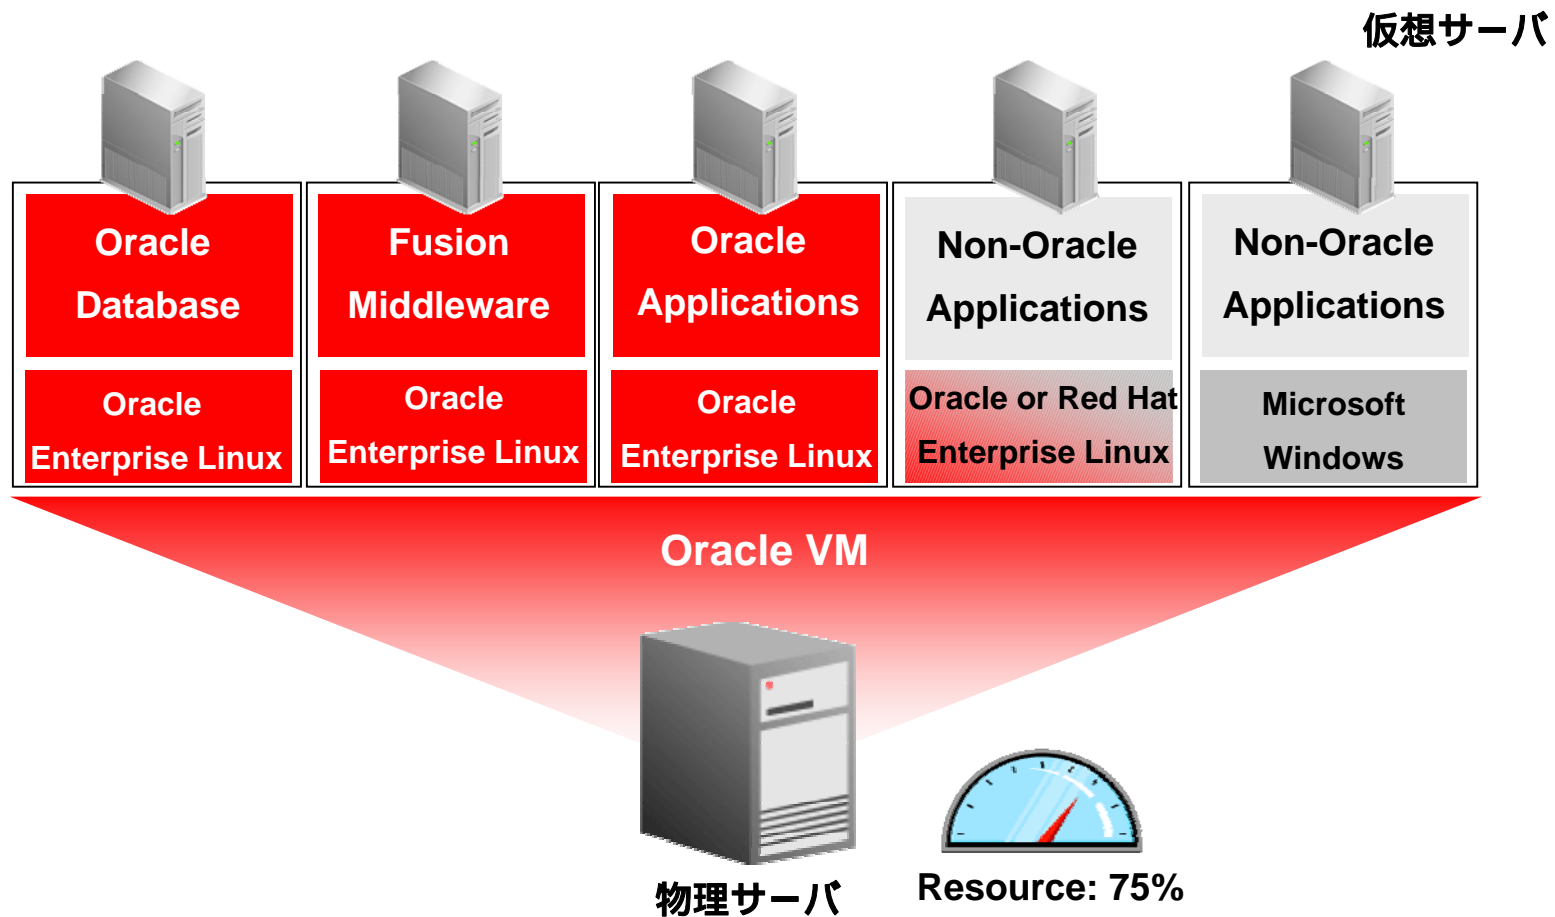 仮想サーバ
Oracle
Database
Fusion
Middleware
Oracle
Applications
Non-Oracle
Applications
Non-Oracle
Applications
Oracle
Enterprise Linux
Oracle
Enterprise Linux
Oracle
Enterprise Linux
Oracle or Red Hat
Enterprise Linux
Microsoft
Windows
Oracle VM
物理サーバ
Resource: 75%